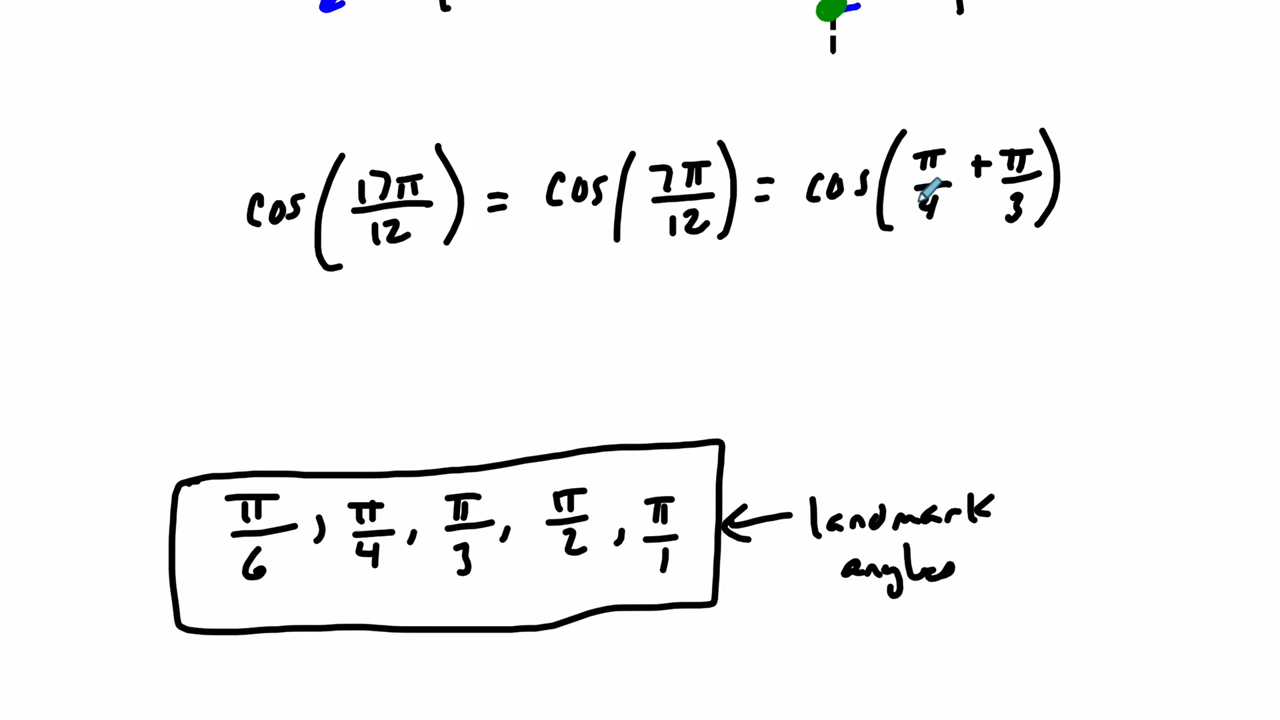 cos(17π/12) = cos(7π/12) = cos(π/4 + π/3)
π/6, π/4, π/3, π/2, π/1 ← landmark
angles